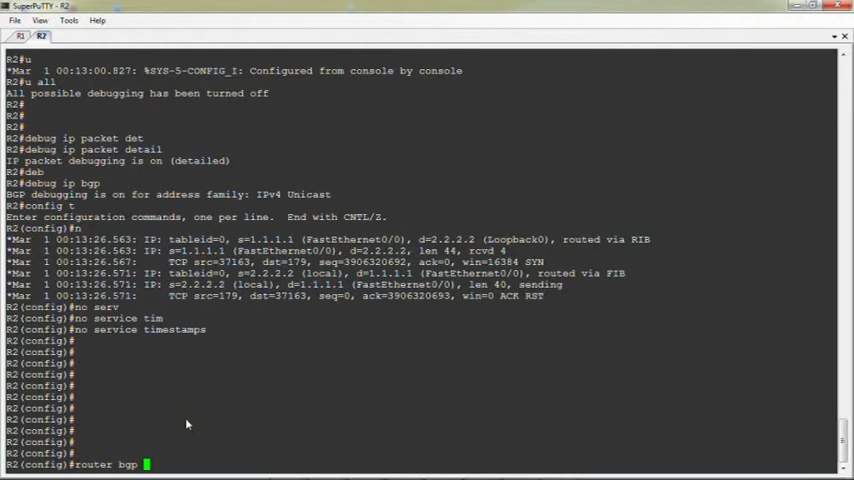 SuperPuTTY - R2
File View Tools Help
R1 R2
R2#u
*Mar  1 00:13:00.827: %SYS-5-CONFIG_I: Configured from console by console
R2#u all
All possible debugging has been turned off
R2#
R2#
R2#
R2#debug ip packet det
R2#debug ip packet detail
IP packet debugging is on (detailed)
R2#deb
R2#debug ip bgp
BGP debugging is on for address family: IPv4 Unicast
R2#config t
Enter configuration commands, one per line.  End with CNTL/Z.
R2(config)#n
*Mar  1 00:13:26.563: IP: tableid=0, s=1.1.1.1 (FastEthernet0/0), d=2.2.2.2 (Loopback0), routed via RIB
*Mar  1 00:13:26.563: IP: s=1.1.1.1 (FastEthernet0/0), d=2.2.2.2, len 44, rcvd 4
*Mar  1 00:13:26.567:     TCP src=37163, dst=179, seq=3906320692, ack=0, win=16384 SYN
*Mar  1 00:13:26.571: IP: tableid=0, s=2.2.2.2 (local), d=1.1.1.1 (FastEthernet0/0), routed via FIB
*Mar  1 00:13:26.571: IP: s=2.2.2.2 (local), d=1.1.1.1 (FastEthernet0/0), len 40, sending
*Mar  1 00:13:26.571:     TCP src=179, dst=37163, seq=0, ack=3906320693, win=0 ACK RST
R2(config)#no serv
R2(config)#no service tim
R2(config)#no service timestamps
R2(config)#
R2(config)#
R2(config)#
R2(config)#
R2(config)#
R2(config)#
R2(config)#
R2(config)#
R2(config)#
R2(config)#
R2(config)#
R2(config)#router bgp